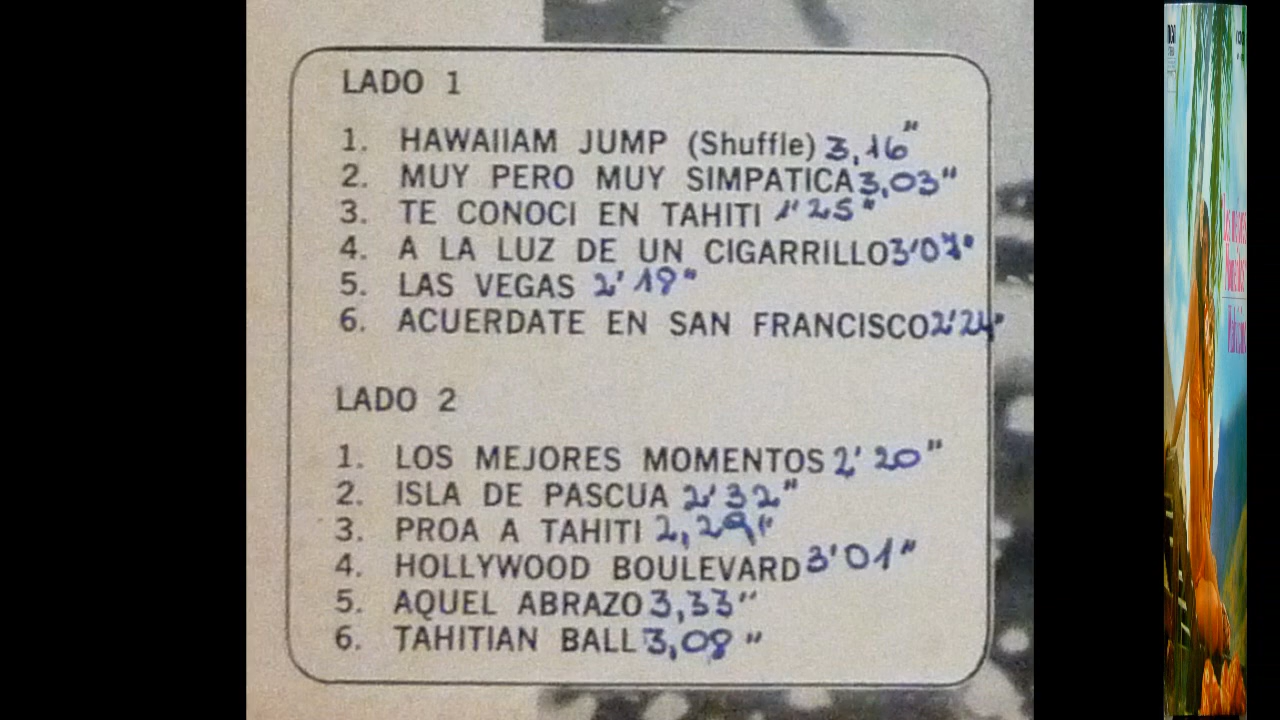 LADO 1
1. HAWAIIAM JUMP (Shuffle) 3,16"
2. MUY PERO MUY SIMPATICA 3,03"
3. TE CONOCI EN TAHITI 1'25"
4. A LA LUZ DE UN CIGARRILLO 3'07"
5. LAS VEGAS 2'19"
6. ACUERDATE EN SAN FRANCISCO 2'24"
LADO 2
1. LOS MEJORES MOMENTOS 2'20"
2. ISLA DE PASCUA 2'32"
3. PROA A TAHITI 2,29"
4. HOLLYWOOD BOULEVARD 3'01"
5. AQUEL ABRAZO 3,33"
6. TAHITIAN BALL 3,08"